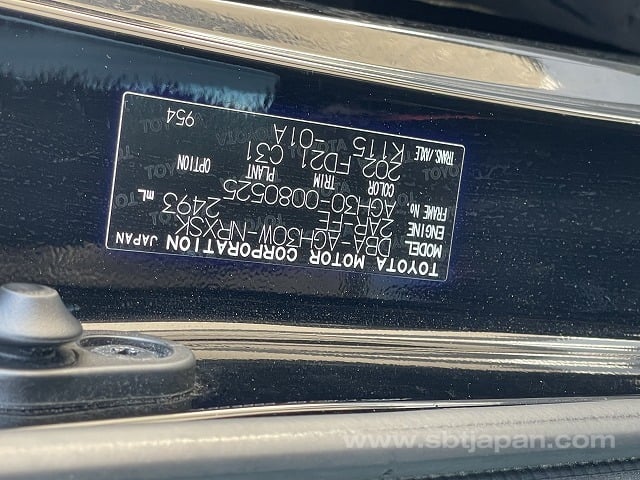 TOYOTA MOTOR CORPORATION JAPAN
MODEL DBA-AGH30W-NRXSK
ENGINE 2AR-FE 2493 mL
FRAME No. AGH30-0080525
COLOR TRIM PLANT OPTION
202 FD21 C31
TRANS./AXLE K115 -01A
954
www.sbtjapan.com